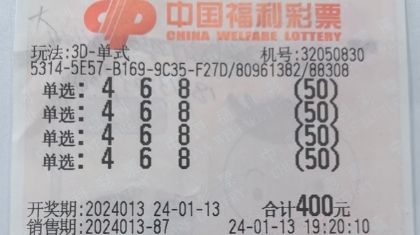 中国福利彩票
CHINA WELFARE LOTTERY
玩法:3D-单式 机号:32050830
5314-5E57-B169-9C35-F27D/80961382/88308
单选: 4 6 8 (50)
单选: 4 6 8 (50)
单选: 4 6 8 (50)
单选: 4 6 8 (50)
开奖期:2024013 24-01-13 合计400元
销售期:2024013-87 24-01-13 19:20:10